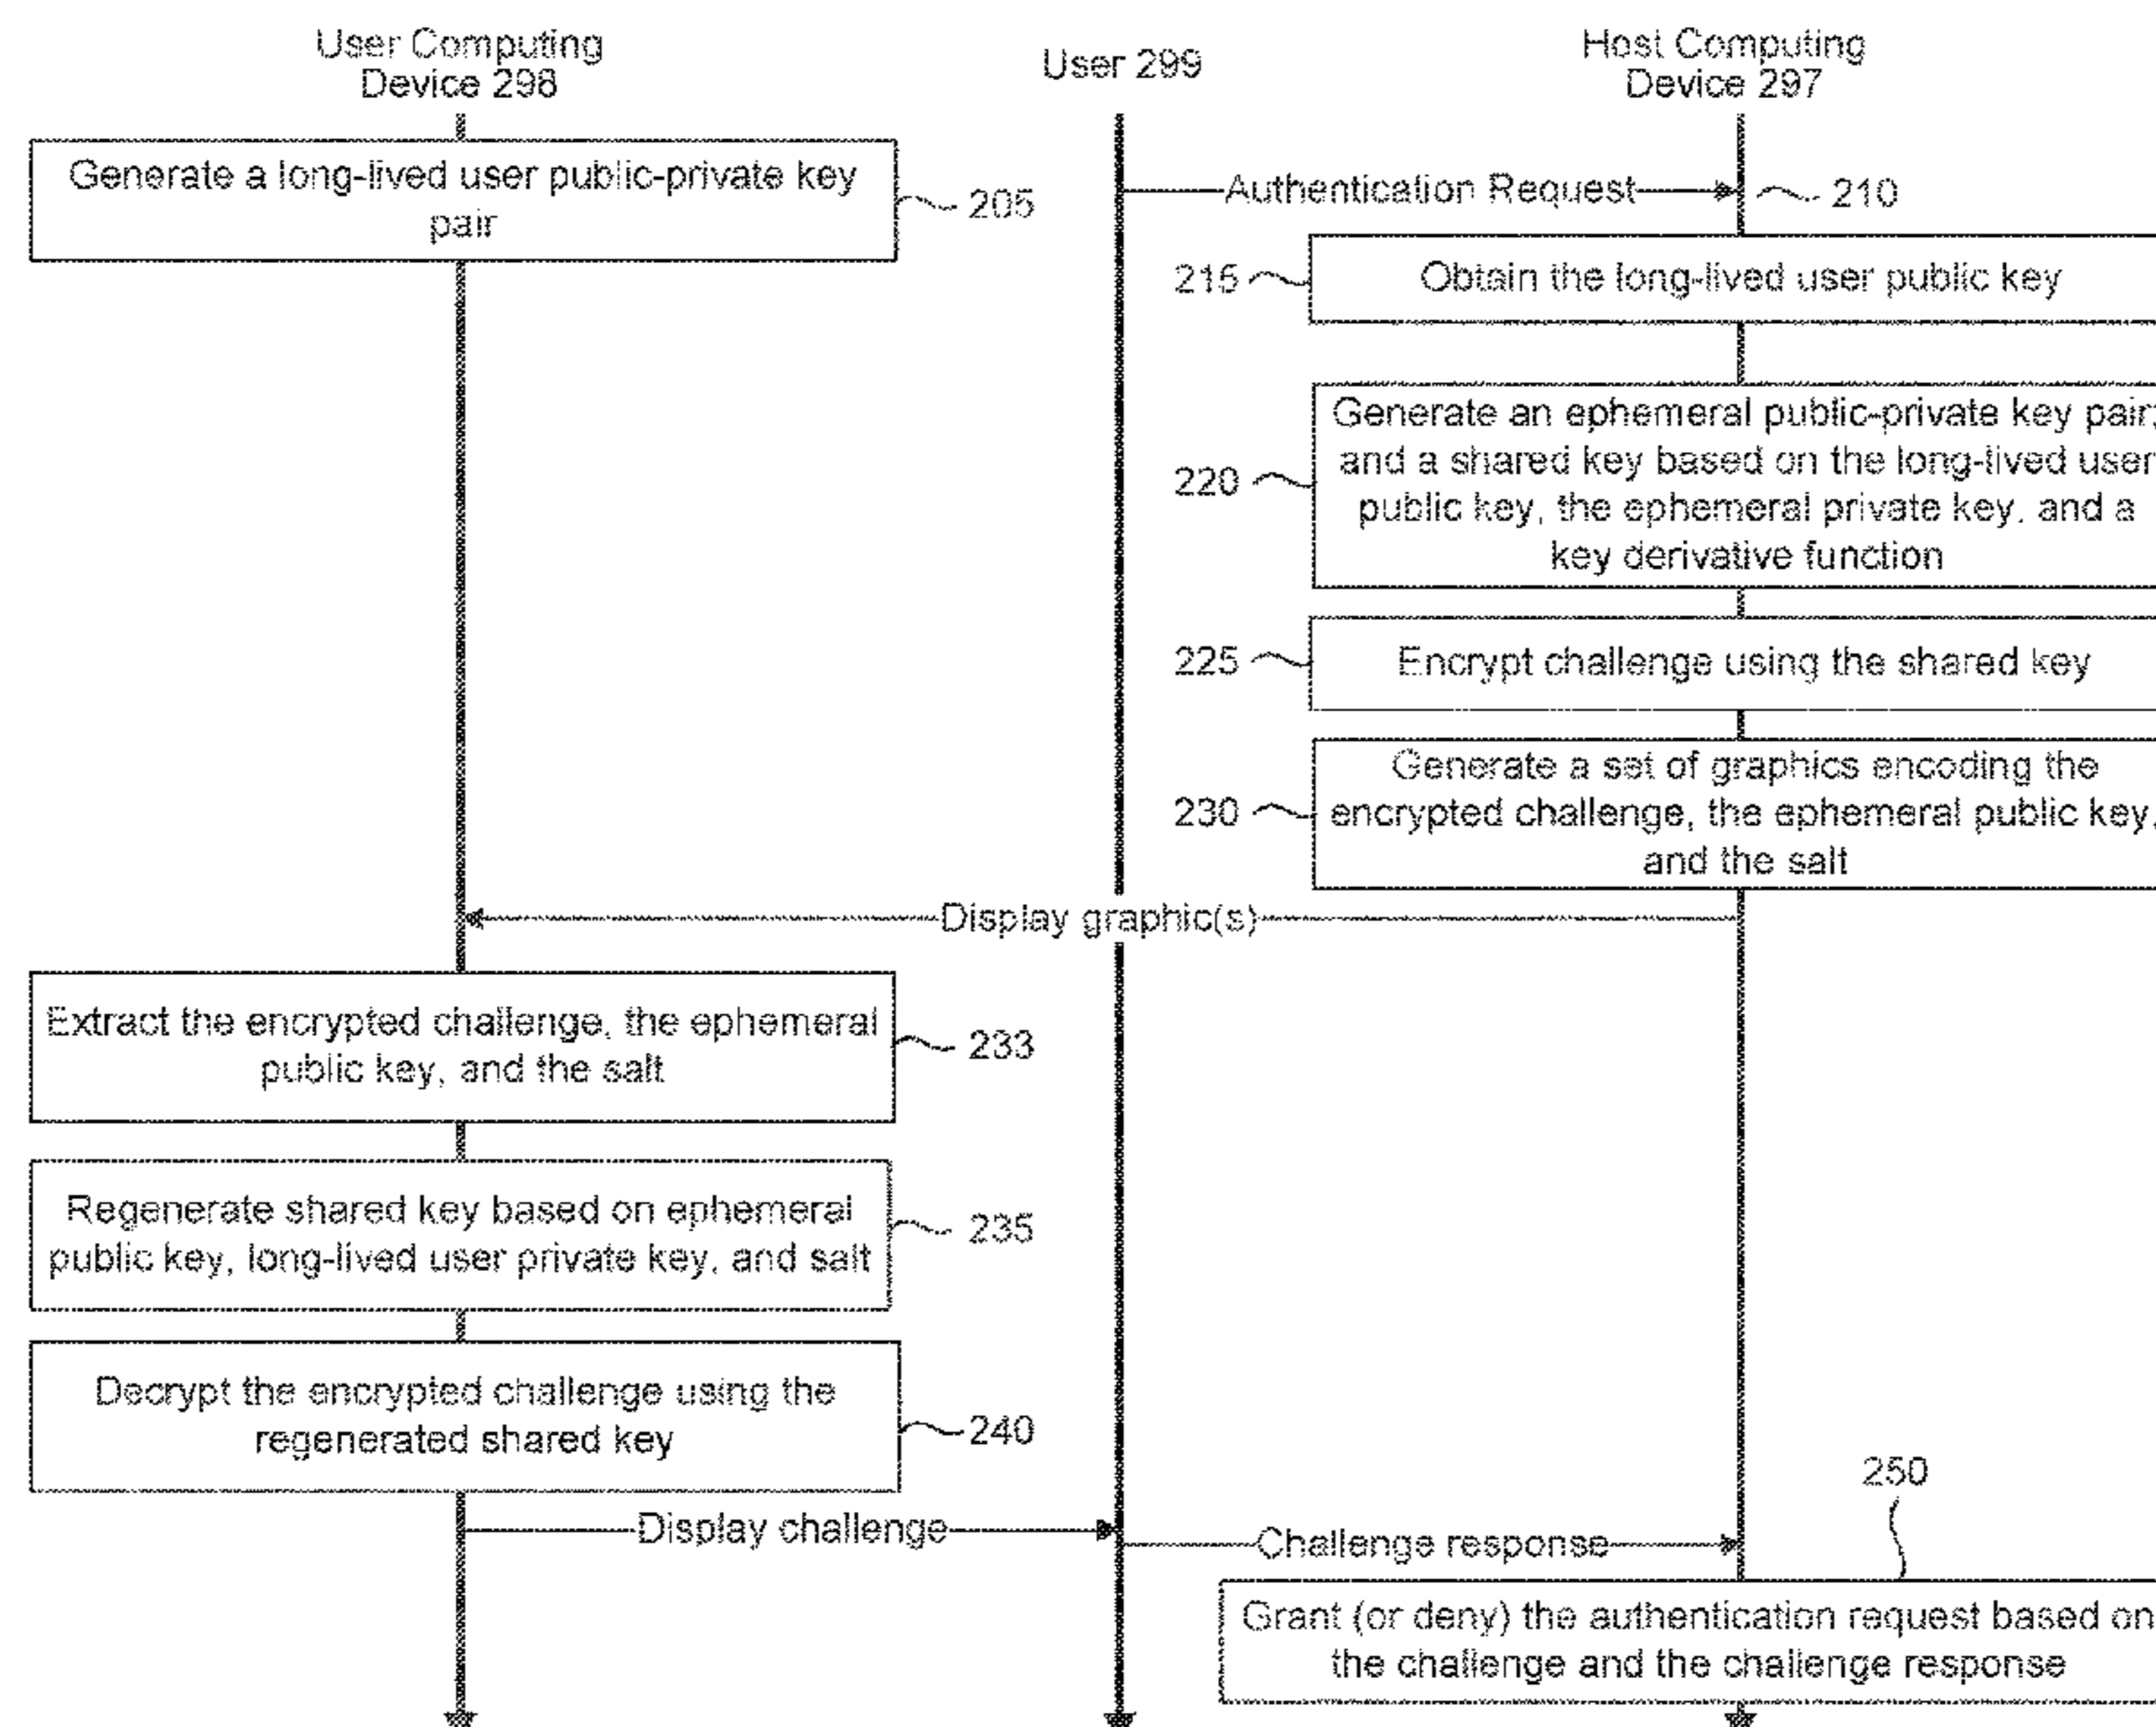 User Computing
Device 298
User 299
Host Computing
Device 297
Generate a long-lived user public-private key
pair
205
Authentication Request
210
215
Obtain the long-lived user public key
220
Generate an ephemeral public-private key pair,
and a shared key based on the long-lived user
public key, the ephemeral private key, and a
key derivative function
225
Encrypt challenge using the shared key
230
Generate a set of graphics encoding the
encrypted challenge, the ephemeral public key,
and the salt
Display graphic(s)
Extract the encrypted challenge, the ephemeral
public key, and the salt
233
Regenerate shared key based on ephemeral
public key, long-lived user private key, and salt
235
Decrypt the encrypted challenge using the
regenerated shared key
240
250
Display challenge
Challenge response
Grant (or deny) the authentication request based on
the challenge and the challenge response